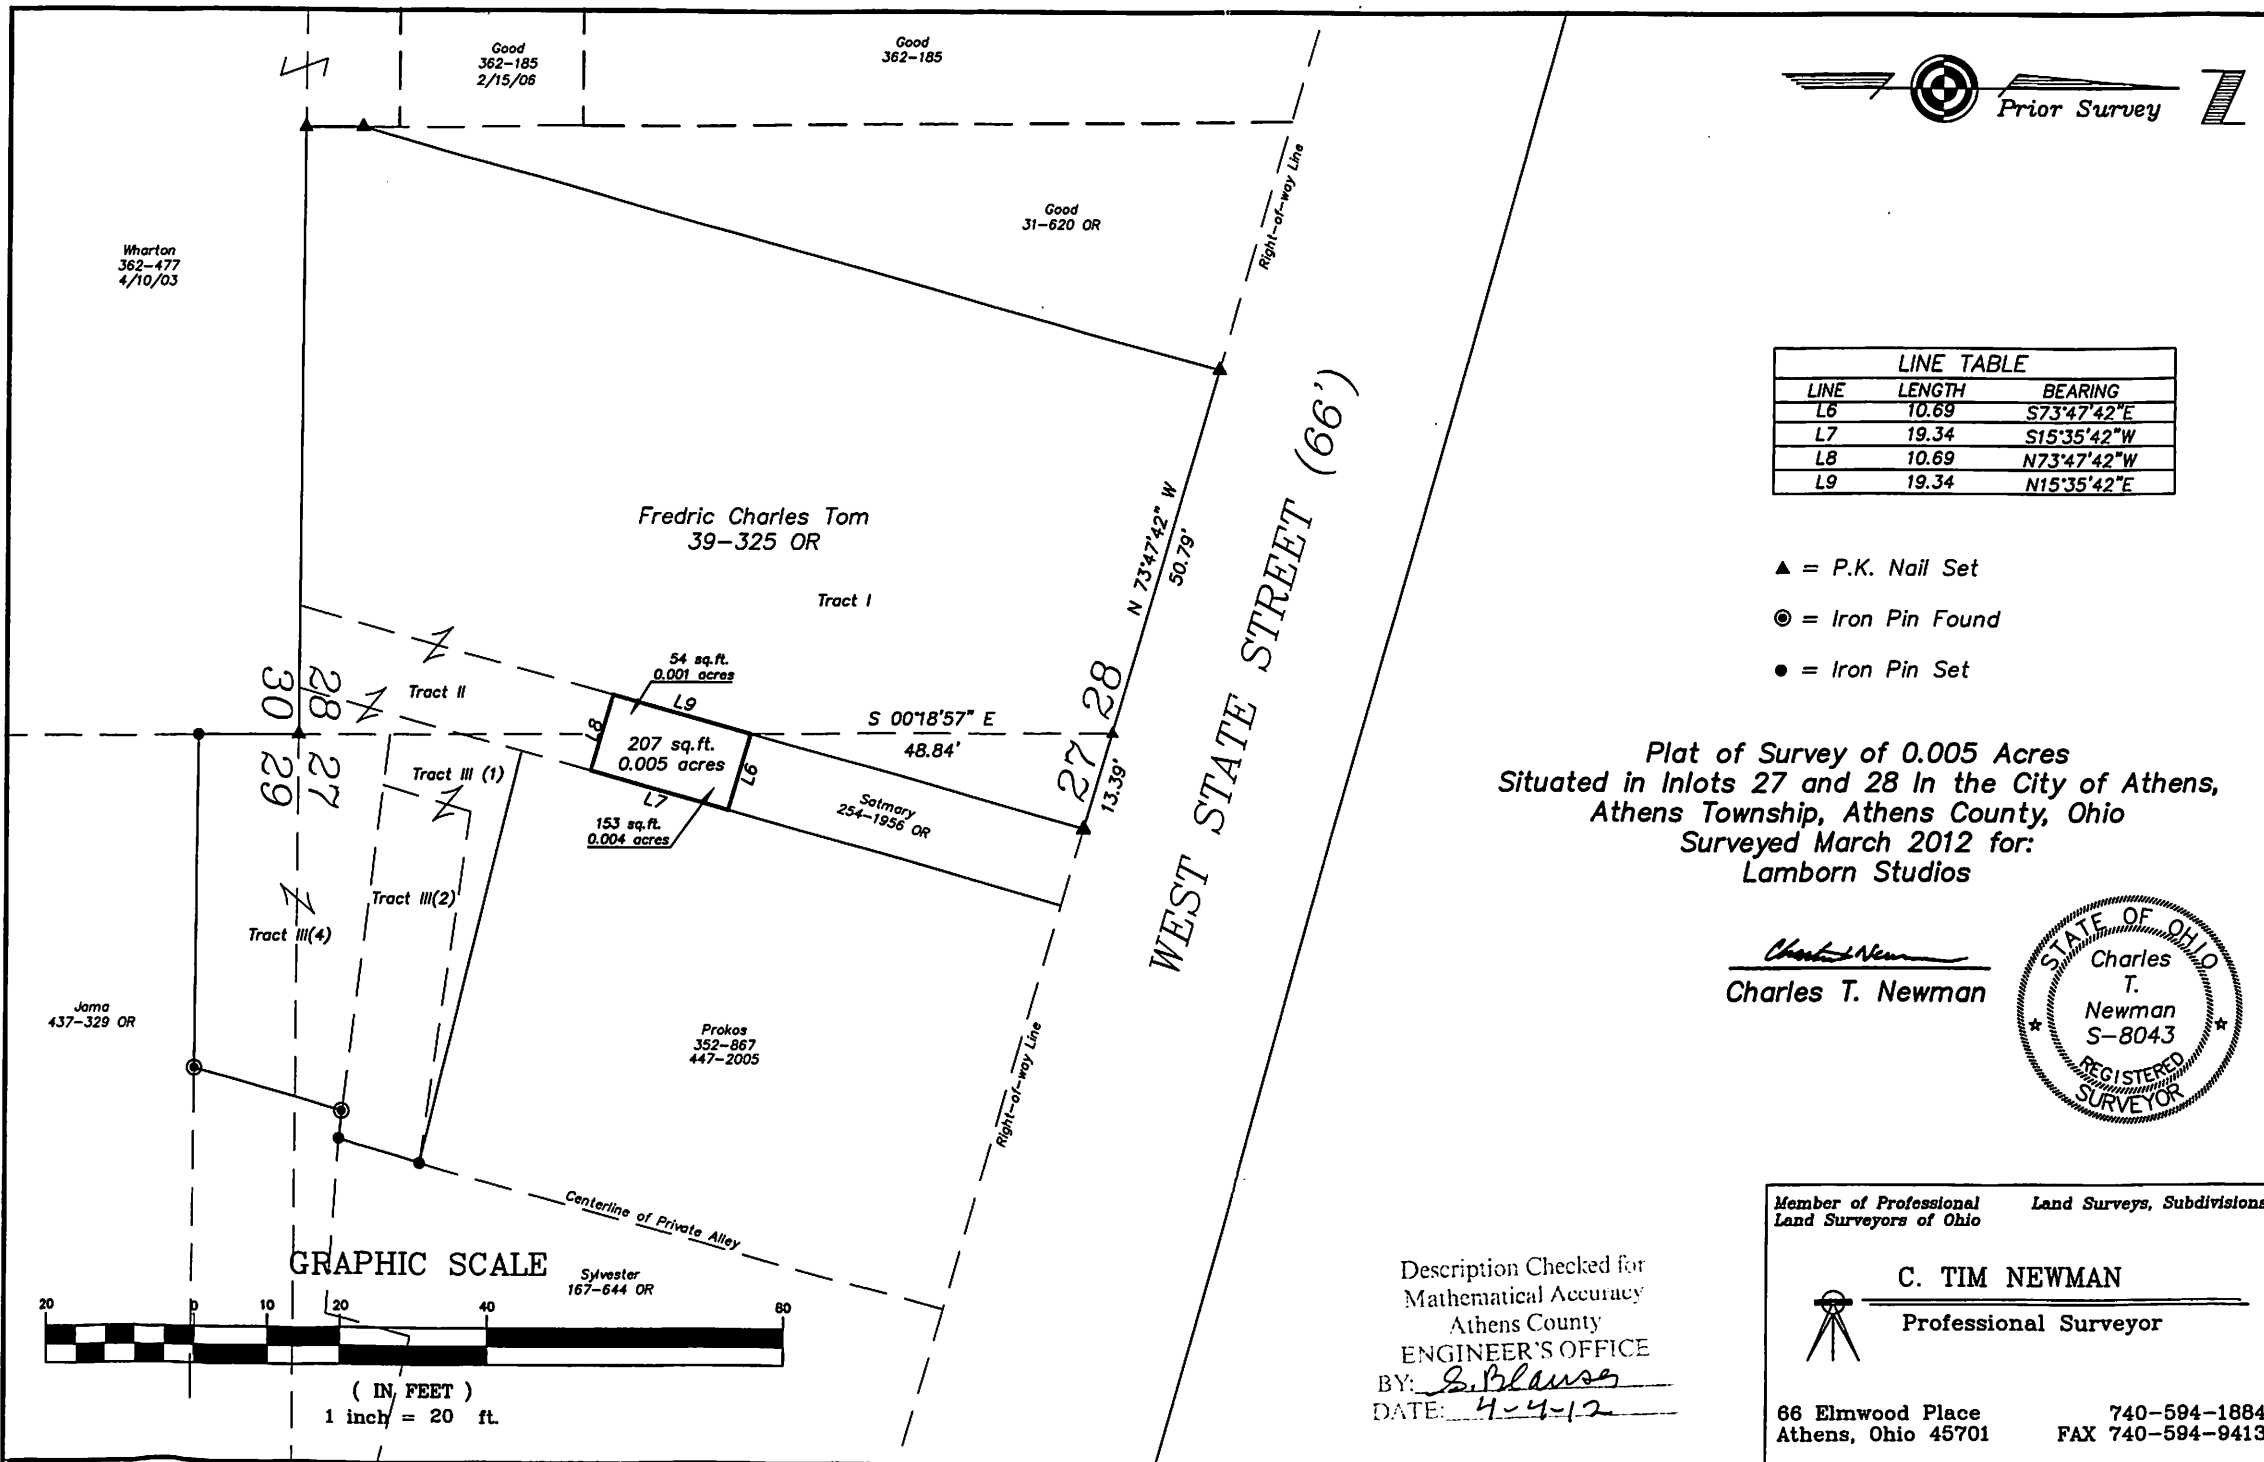 Good
362-185
2/15/06
Good
362-185
Prior Survey
Wharton
362-477
4/10/03
Good
31-620 OR
Right-of-way Line
LINE TABLE
LINE LENGTH BEARING
L6 10.69 S73°47'42"E
L7 19.34 S15°35'42"W
L8 10.69 N73°47'42"W
L9 19.34 N15°35'42"E
Fredric Charles Tom
39-325 OR
Tract I
N 73°47'42" W
50.79'
WEST STATE STREET (66')
▲ = P.K. Nail Set
= Iron Pin Found
● = Iron Pin Set
54 sq.ft.
0.001 acres
Tract II
30 28
29 27
L9
L8
207 sq.ft.
0.005 acres
L6
L7
153 sq.ft.
0.004 acres
S 00°18'57" E
48.84'
27 28
13.39'
Tract III (1)
Satmary
254-1956 OR
Tract III(2)
Tract III(4)
Plat of Survey of 0.005 Acres
Situated in Inlots 27 and 28 In the City of Athens,
Athens Township, Athens County, Ohio
Surveyed March 2012 for:
Lamborn Studios
Charles T. Newman
STATE OF OHIO
Charles
T.
Newman
S-8043
REGISTERED
SURVEYOR
Jama
437-329 OR
Prokos
352-867
447-2005
Right-of-way Line
Centerline of Private Alley
Sylvester
167-644 OR
GRAPHIC SCALE
20 0 10 20 40 80
( IN FEET )
1 inch = 20 ft.
Description Checked for
Mathematical Accuracy
Athens County
ENGINEER'S OFFICE
BY: S. Blauser
DATE: 4-4-12
Member of Professional
Land Surveyors of Ohio
Land Surveys, Subdivisions
C. TIM NEWMAN
Professional Surveyor
66 Elmwood Place 740-594-1884
Athens, Ohio 45701 FAX 740-594-9413